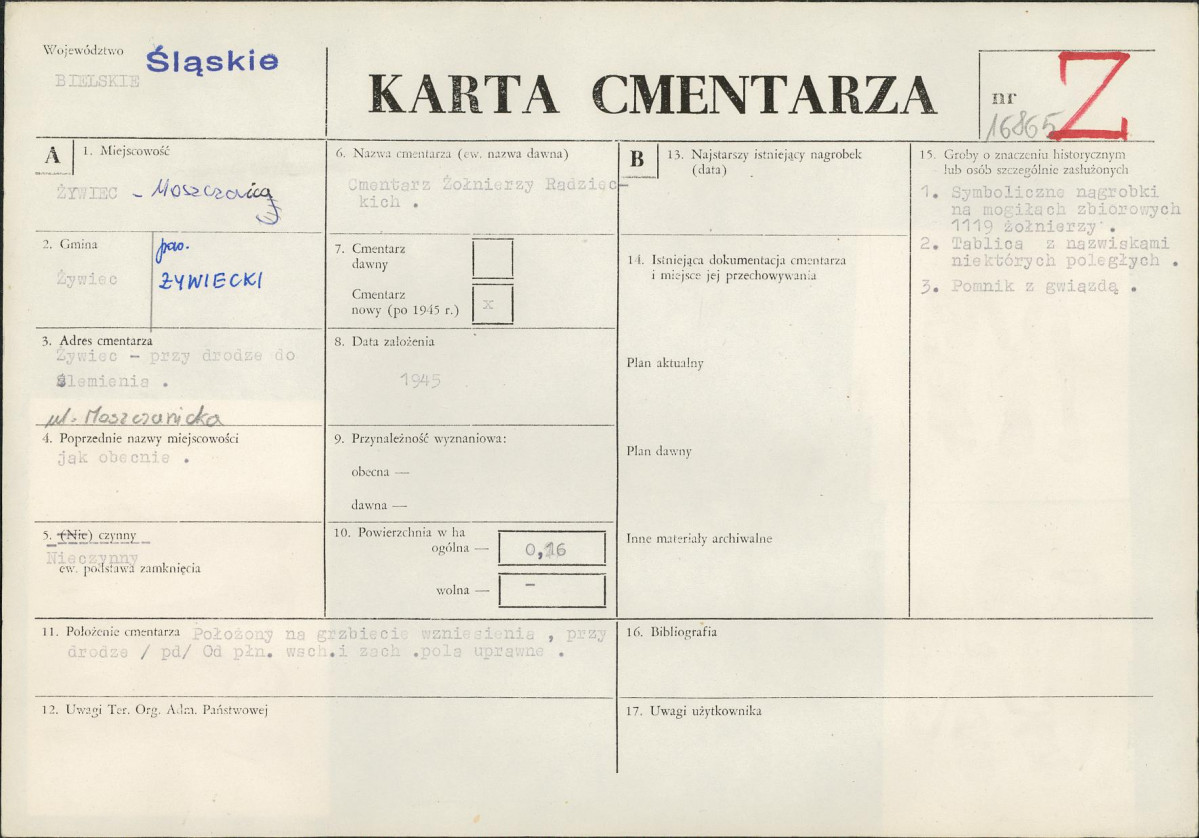 Województwo Śląskie
BIELSKIE
KARTA CMENTARZA
nr
16865
Z
A
1. Miejscowość
ŻYWIEC - Moszczanica
2. Gmina
Żywiec
pow.
ŻYWIECKI
3. Adres cmentarza
Żywiec - przy drodze do
Ślemienia .
ul. Moszczanicka
4. Poprzednie nazwy miejscowości
jak obecnie .
5. (Nie) czynny
Nieczynny
ew. podstawa zamknięcia
6. Nazwa cmentarza (ew. nazwa dawna)
Cmentarz Żołnierzy Radziec-
kich .
7. Cmentarz
dawny
Cmentarz
nowy (po 1945 r.) x
8. Data założenia
1945
9. Przynależność wyznaniowa:
obecna —
dawna —
10. Powierzchnia w ha
ogólna — 0,16
wolna — -
11. Położenie cmentarza Położony na grzbiecie wzniesienia , przy
drodze / pd/ Od płn. wsch.i zach .pola uprawne .
12. Uwagi Ter. Org. Adm. Państwowej
B
13. Najstarszy istniejący nagrobek
(data)
14. Istniejąca dokumentacja cmentarza
i miejsce jej przechowywania
Plan aktualny
Plan dawny
Inne materiały archiwalne
15. Groby o znaczeniu historycznym
lub osób szczególnie zasłużonych
1. Symboliczne nągrobki
na mogiłach zbiorowych
1119 żołnierzy .
2. Tablica z nazwiskami
niektórych poległych .
3. Pomnik z gwiązdą .
16. Bibliografia
17. Uwagi użytkownika